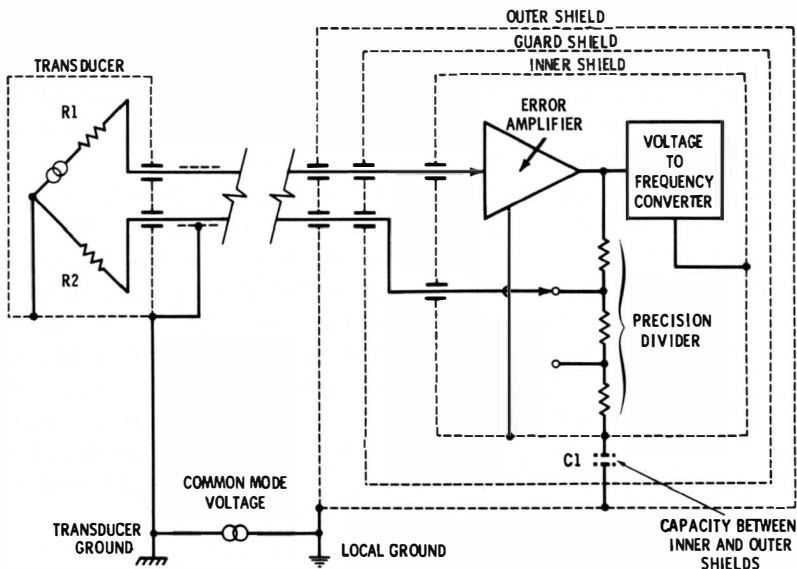 OUTER SHIELD
GUARD SHIELD
INNER SHIELD
TRANSDUCER
R1
R2
ERROR
AMPLIFIER
VOLTAGE
TO
FREQUENCY
CONVERTER
PRECISION
DIVIDER
C1
COMMON MODE
VOLTAGE
TRANSDUCER
GROUND
LOCAL GROUND
CAPACITY BETWEEN
INNER AND OUTER
SHIELDS